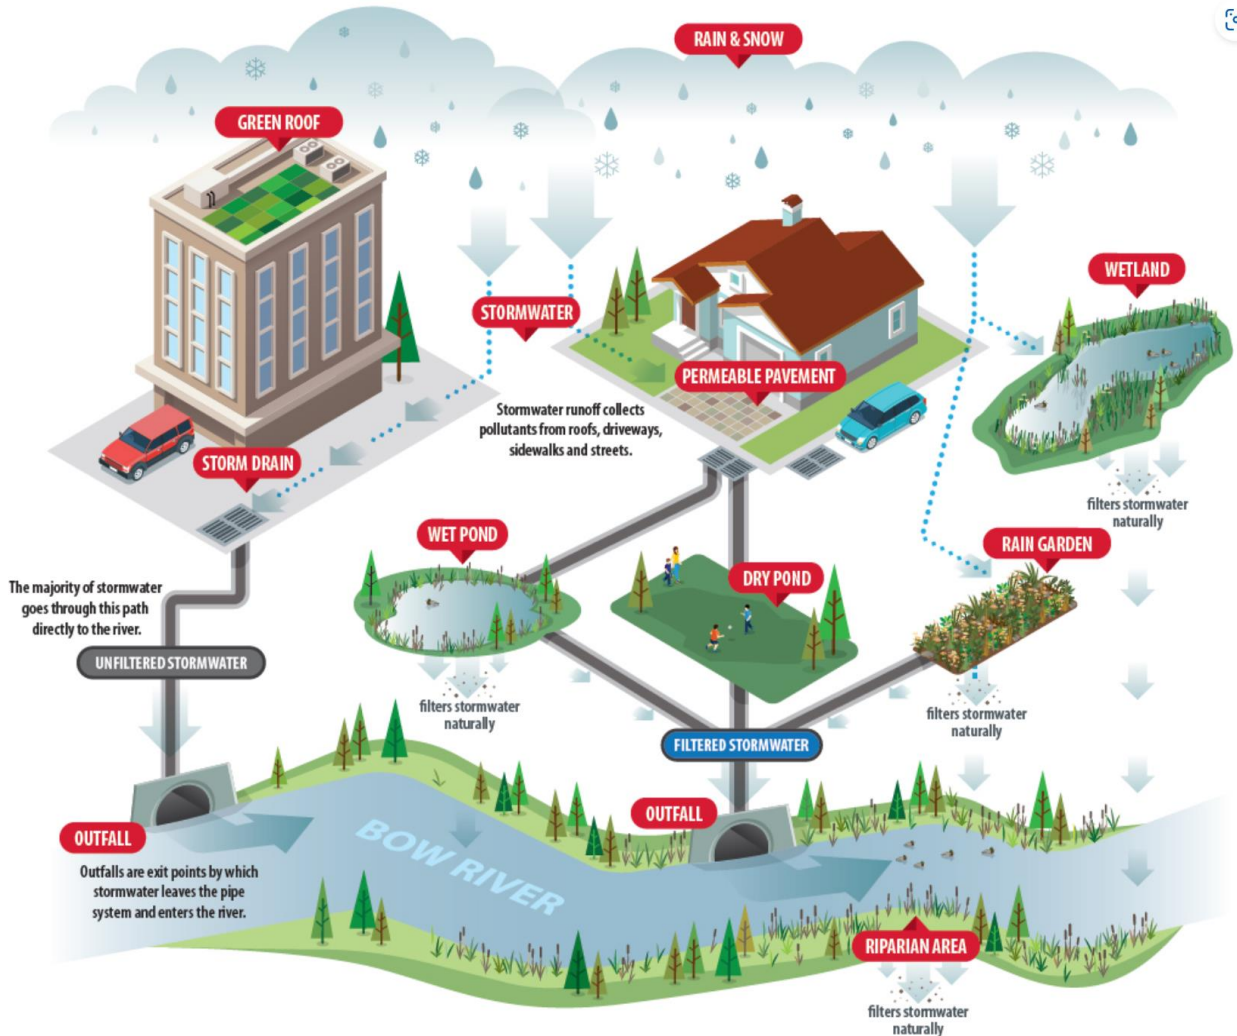 RAIN & SNOW
GREEN ROOF
WETLAND
STORMWATER
PERMEABLE PAVEMENT
Stormwater runoff collects
pollutants from roofs, driveways,
sidewalks and streets.
STORM DRAIN
filters stormwater
naturally
WET POND
RAIN GARDEN
DRY POND
The majority of stormwater
goes through this path
directly to the river.
UNFILTERED STORMWATER
filters stormwater
naturally
filters stormwater
naturally
FILTERED STORMWATER
OUTFALL
OUTFALL
BOW RIVER
Outfalls are exit points by which
stormwater leaves the pipe
system and enters the river.
RIPARIAN AREA
filters stormwater
naturally